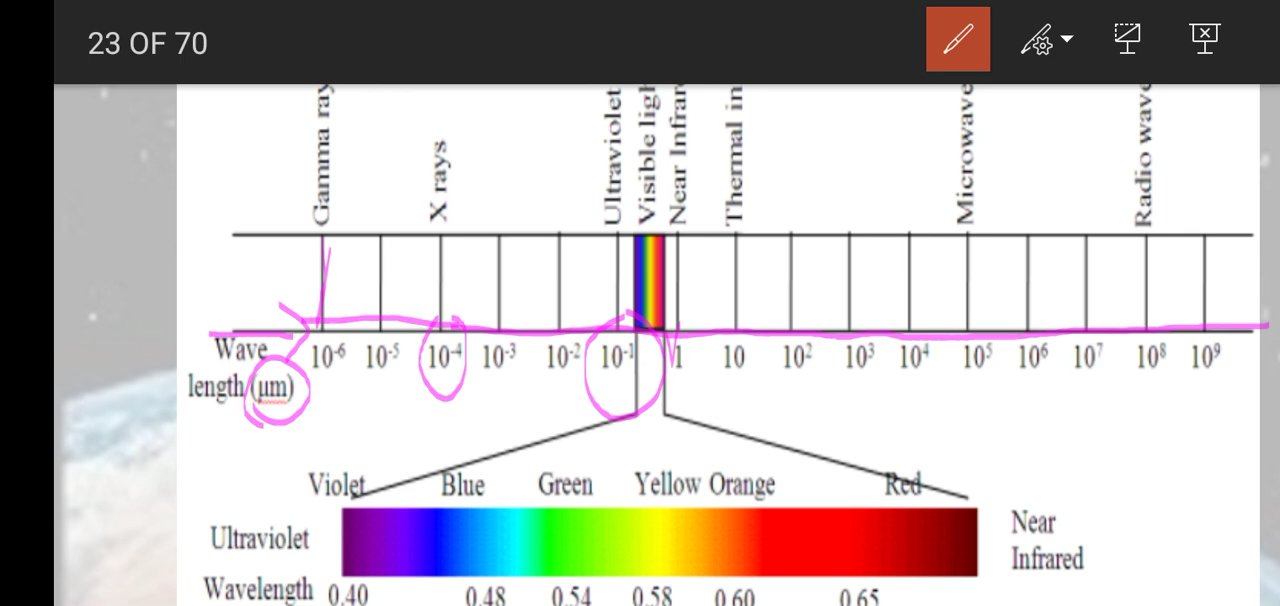 23 OF 70
Gamma ray
X rays
Ultraviolet
Visible
Near
Thermal in
Microwave
Radio
Wave
length (μm)
10-6 10-5 10-4 10-3 10-2 10-1 1 10 10² 10³ 10⁴ 10⁵ 10⁶ 10⁷ 10⁸ 10⁹
Violet Blue Green Yellow Orange Red
Ultraviolet
Near
Infrared
Wavelength 0.40 0.48 0.54 0.58 0.60 0.65